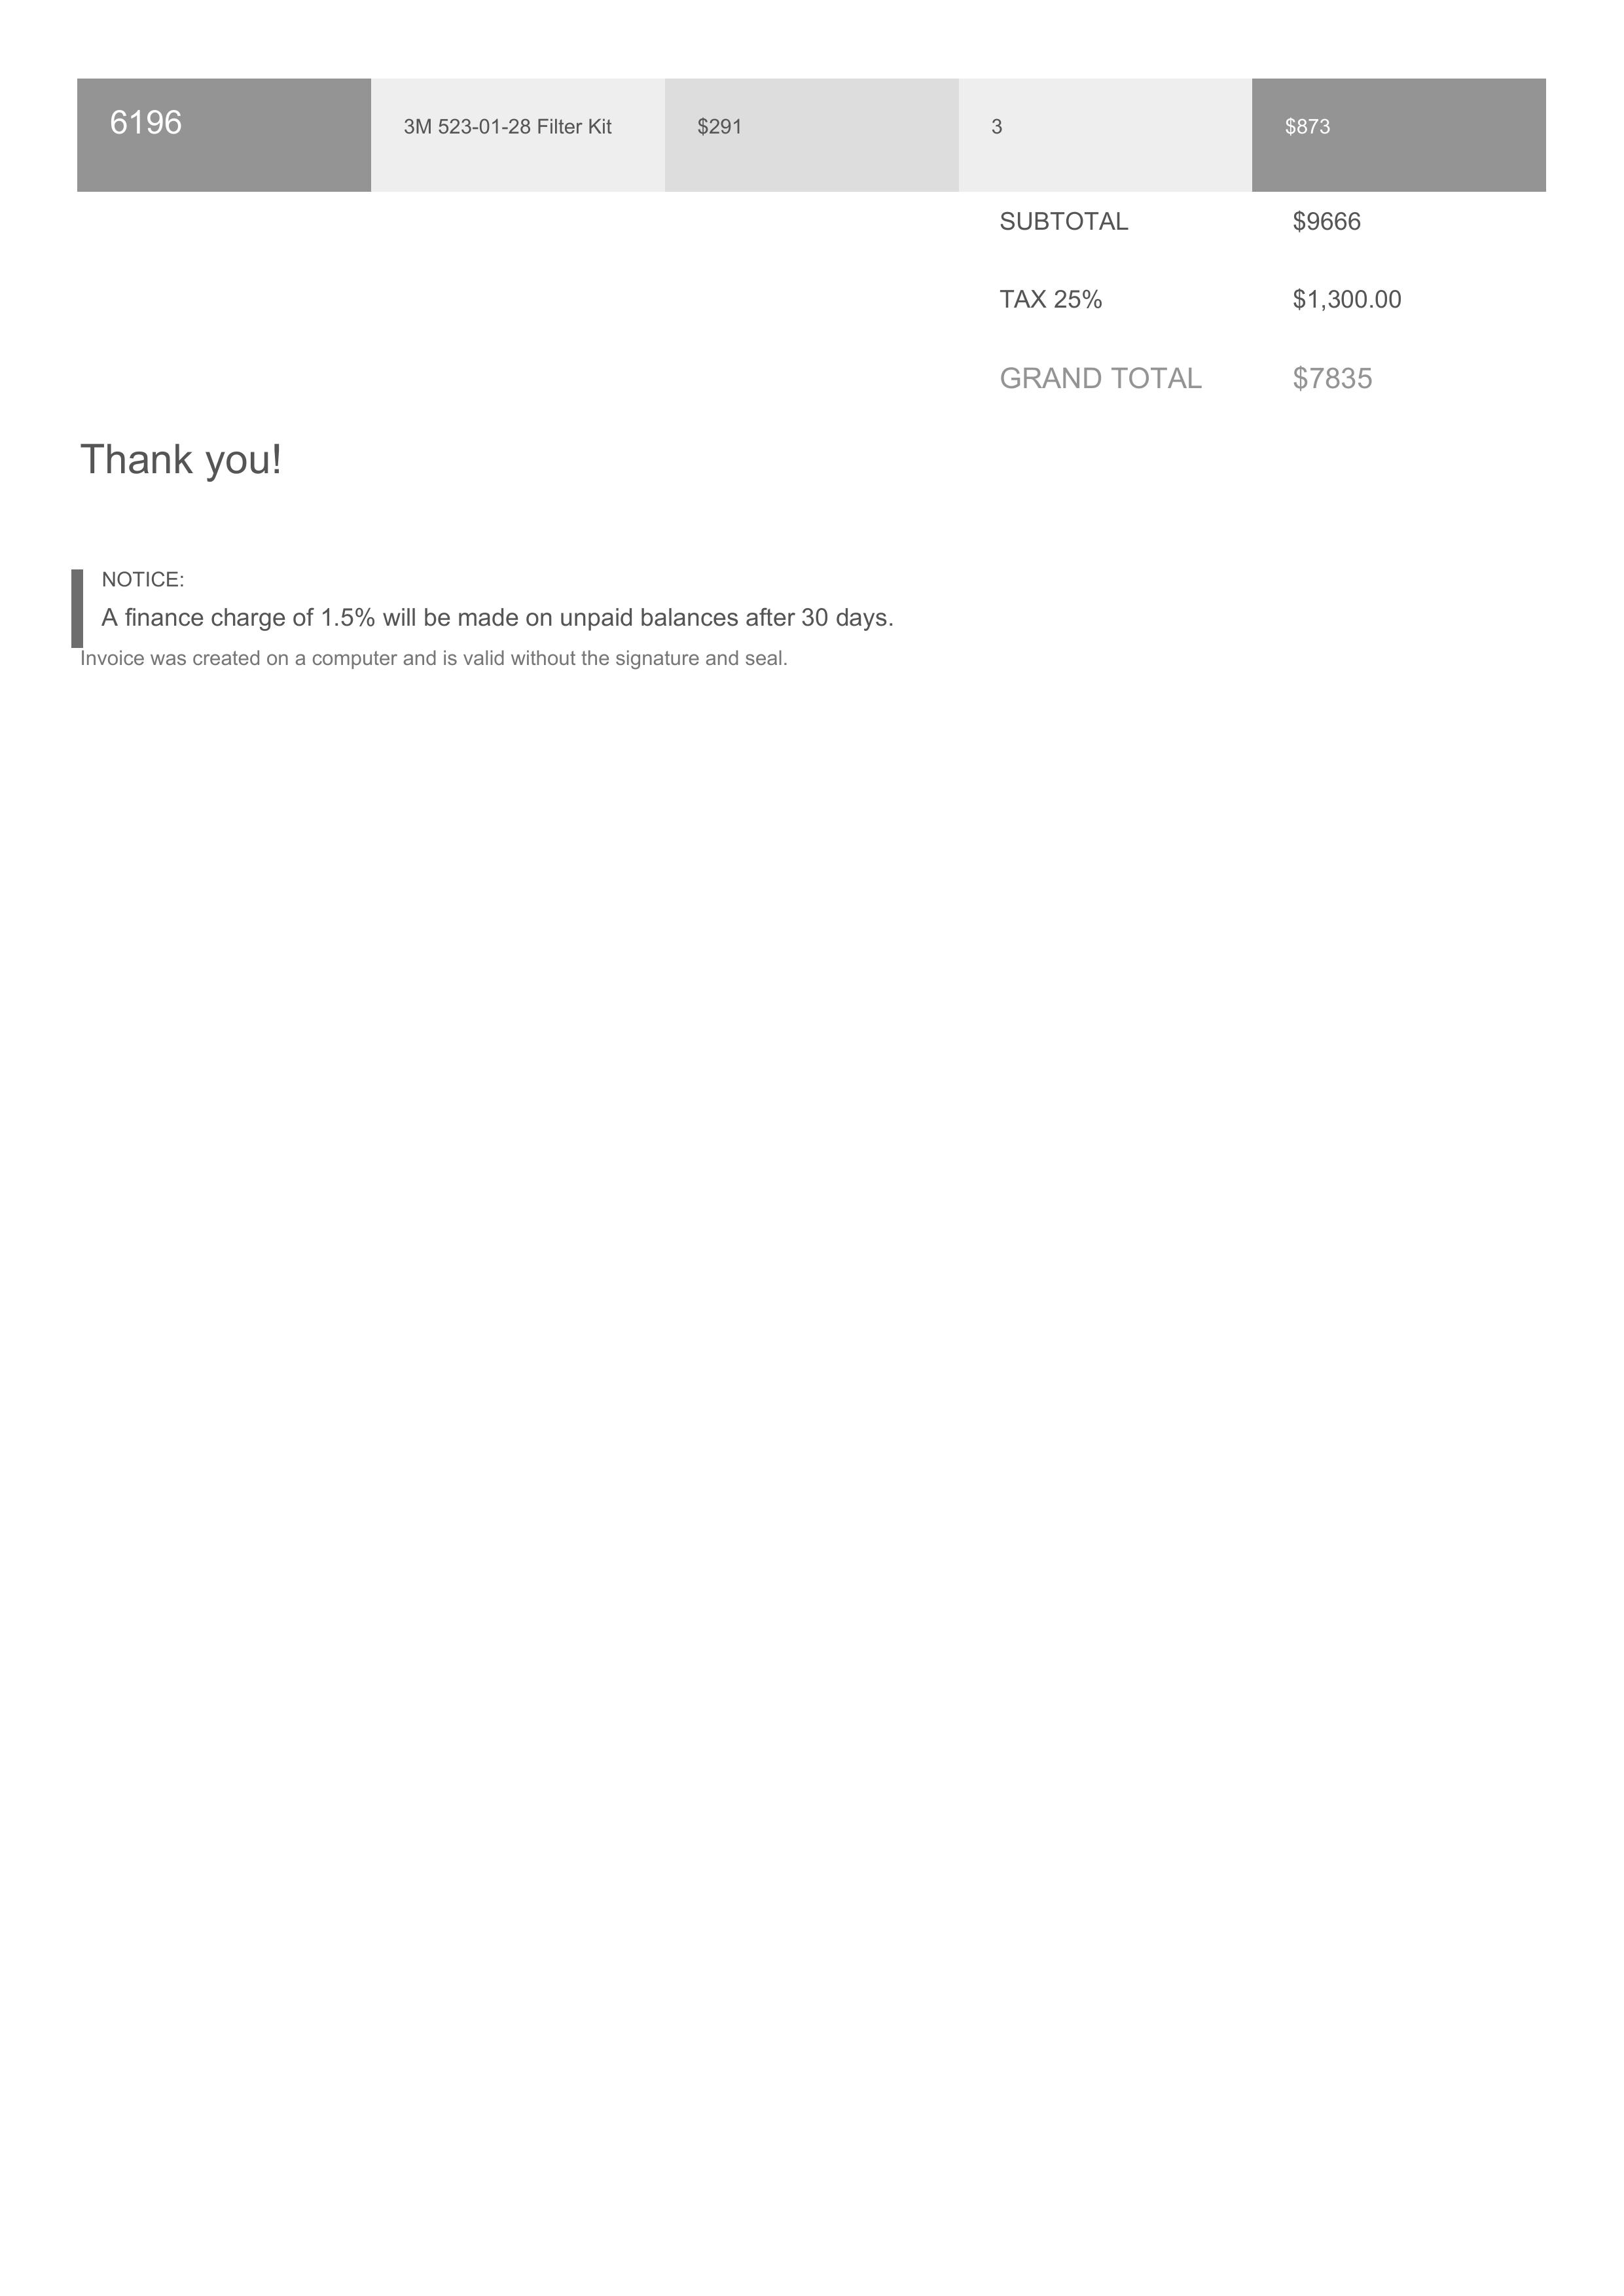 6196 3M 523-01-28 Filter Kit $291 3 $873
SUBTOTAL $9666
TAX 25% $1,300.00
GRAND TOTAL $7835
Thank you!
NOTICE:
A finance charge of 1.5% will be made on unpaid balances after 30 days.
Invoice was created on a computer and is valid without the signature and seal.